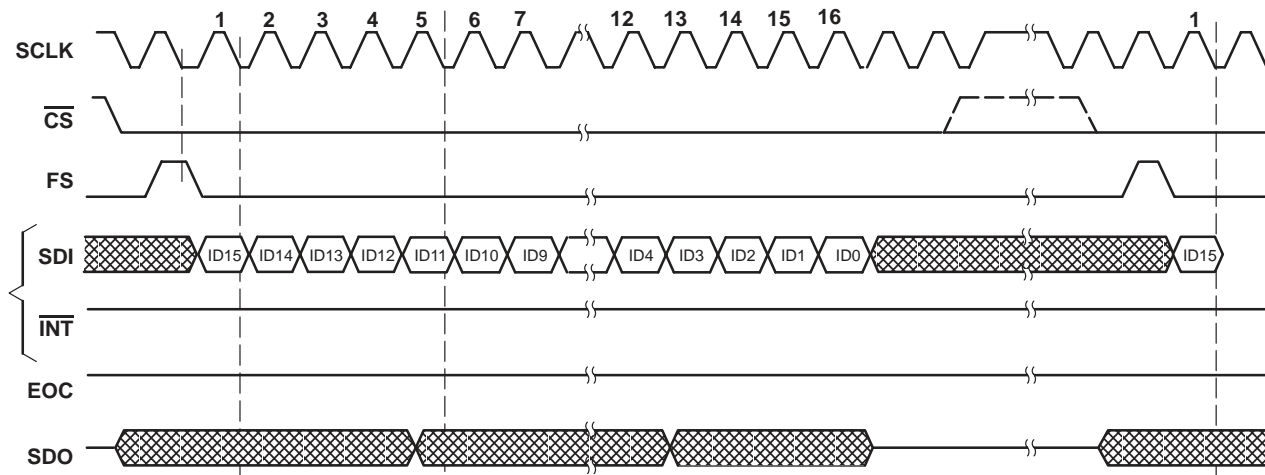 1 2 3 4 5 6 7 12 13 14 15 16 1
SCLK
CS
FS
SDI ID15 ID14 ID13 ID12 ID11 ID10 ID9 ID4 ID3 ID2 ID1 ID0 ID15
INT
EOC
SDO